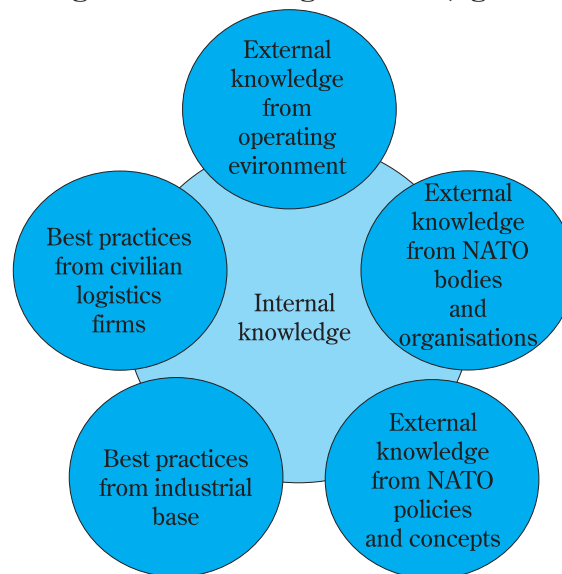 External
knowledge
from
operating
evironment
External
knowledge
from NATO
bodies
and
organisations
Best practices
from civilian
logistics
firms
Internal
knowledge
Best practices
from industrial
base
External
knowledge
from NATO
policies
and concepts